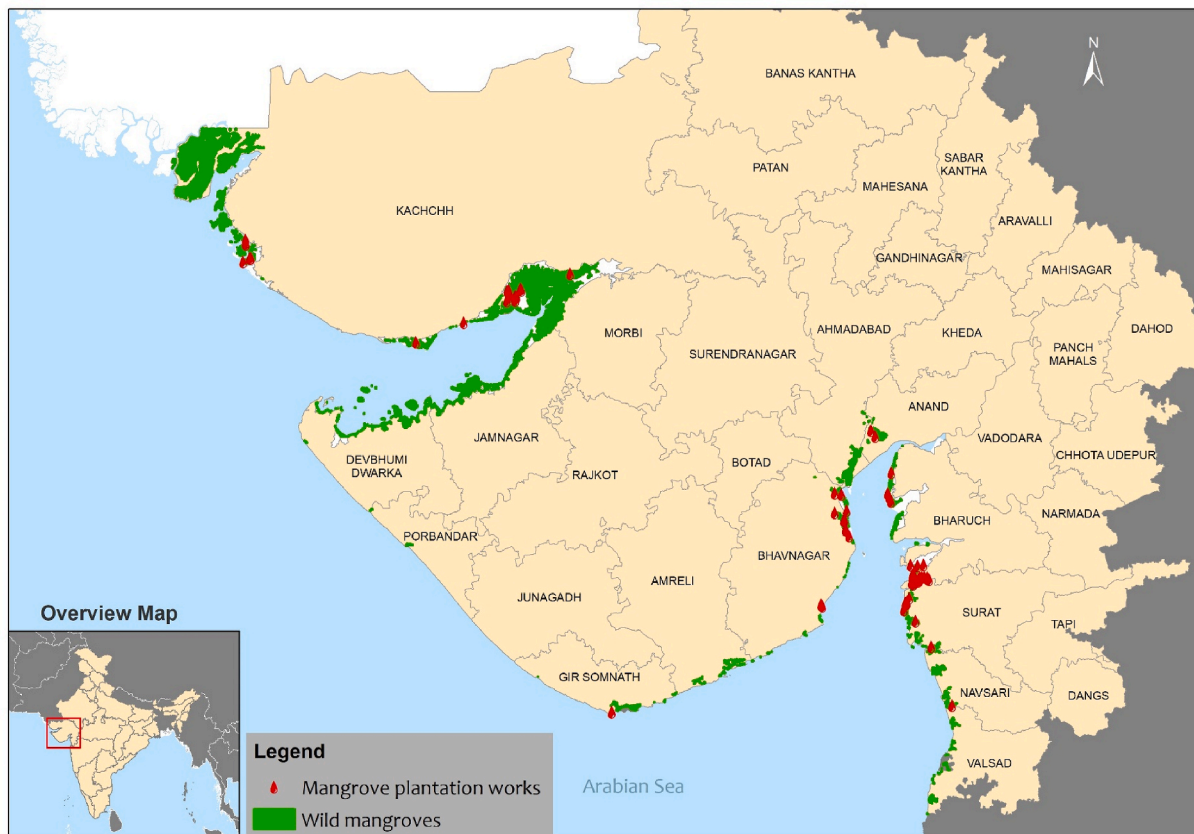 N
BANAS KANTHA
PATAN
SABAR
KANTHA
MAHESANA
KACHCHH
ARAVALLI
GANDHINAGAR
MAHISAGAR
MORBI
AHMADABAD
KHEDA
DAHOD
SURENDRANAGAR
PANCH
MAHALS
ANAND
JAMNAGAR
VADODARA
DEVBHUMI
DWARKA
RAJKOT
BOTAD
CHHOTA UDEPUR
NARMADA
BHARUCH
PORBANDAR
BHAVNAGAR
AMRELI
JUNAGADH
SURAT
TAPI
Overview Map
GIR SOMNATH
NAVSARI
DANGS
VALSAD
Legend
Mangrove plantation works
Wild mangroves
Arabian Sea